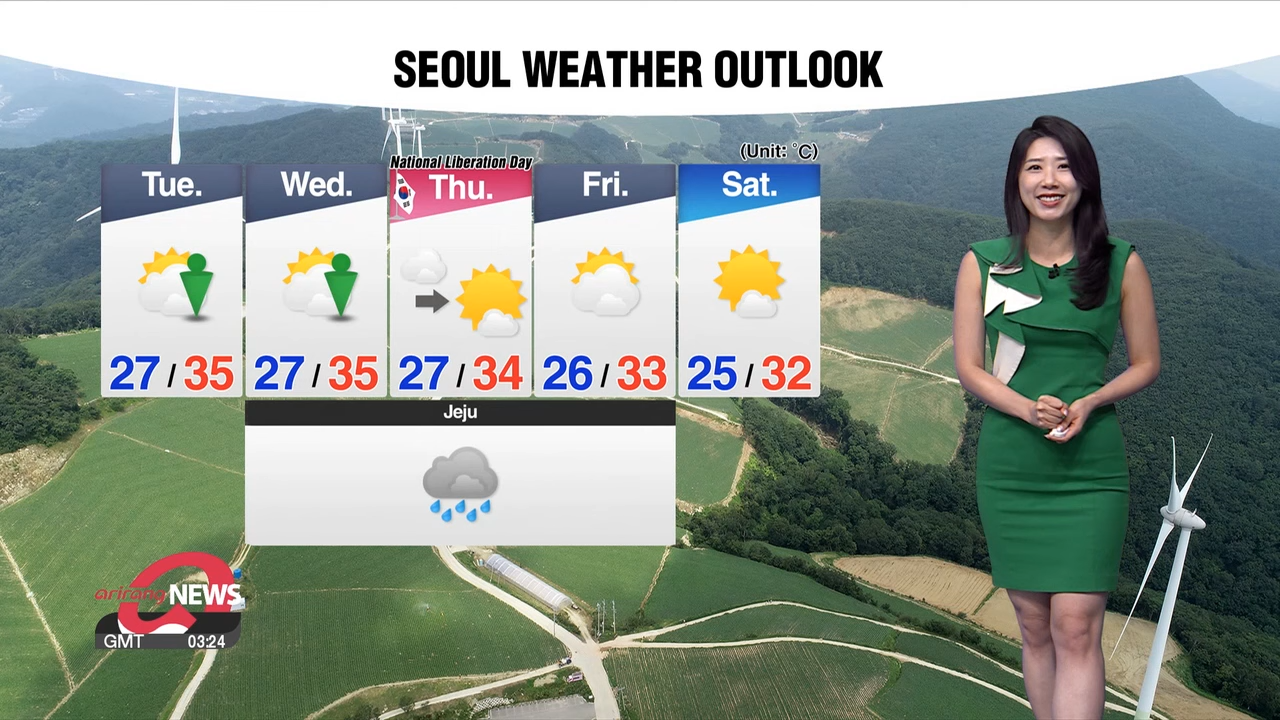 SEOUL WEATHER OUTLOOK
(Unit: °C)
National Liberation Day
Tue. Wed. Thu. Fri. Sat.
27 / 35 27 / 35 27 / 34 26 / 33 25 / 32
Jeju
arirang NEWS
GMT 03:24